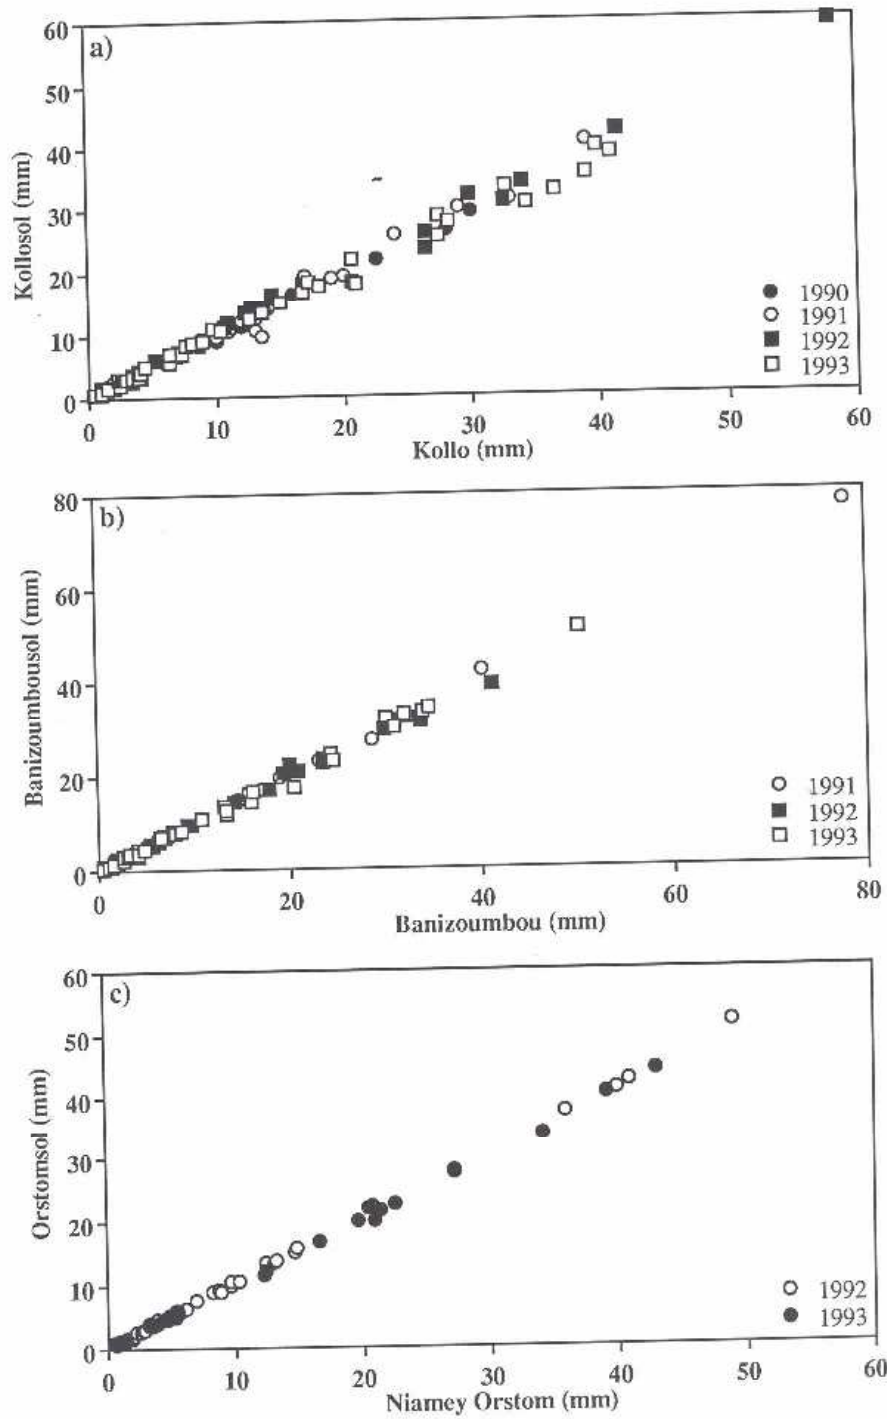 a)
60
50
40
30
20
10
0
Kollosol (mm)
1990
1991
1992
1993
0 10 20 30 40 50 60
Kollo (mm)
b)
80
60
40
20
0
Banizoumbousol (mm)
1991
1992
1993
0 20 40 60 80
Banizoumbou (mm)
c)
60
50
40
30
20
10
0
Orstomsol (mm)
1992
1993
0 10 20 30 40 50 60
Niamey Orstom (mm)